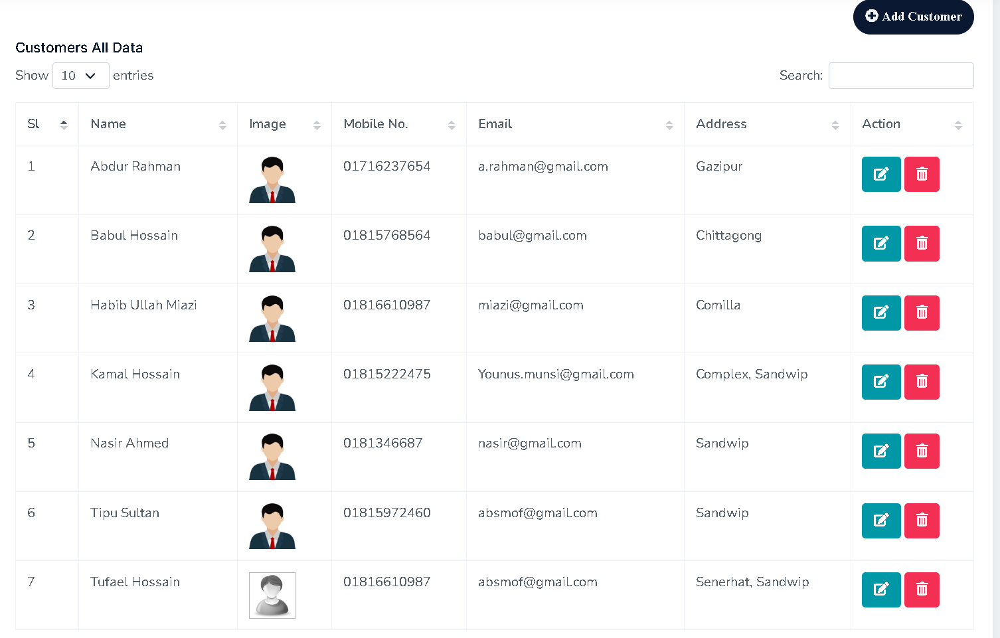 Add Customer
Customers All Data
Show 10 entries Search:
Sl Name Image Mobile No. Email Address Action
1 Abdur Rahman 01716237654 a.rahman@gmail.com Gazipur
2 Babul Hossain 01815768564 babul@gmail.com Chittagong
3 Habib Ullah Miazi 01816610987 miazi@gmail.com Comilla
4 Kamal Hossain 01815222475 Younus.munsi@gmail.com Complex, Sandwip
5 Nasir Ahmed 0181346687 nasir@gmail.com Sandwip
6 Tipu Sultan 01815972460 absmof@gmail.com Sandwip
7 Tufael Hossain 01816610987 absmof@gmail.com Senerhat, Sandwip